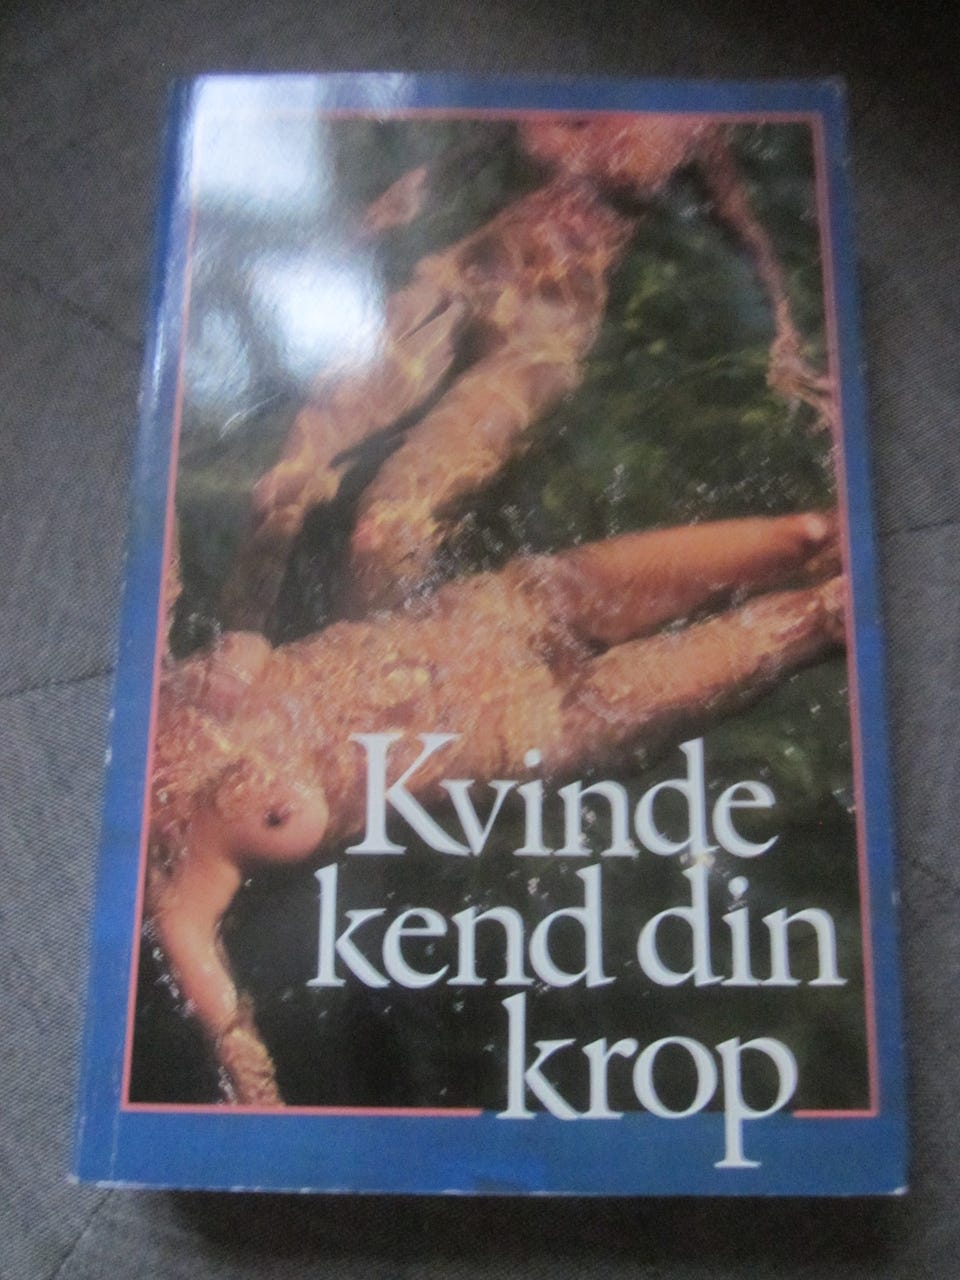 Kvinde
kend din
krop